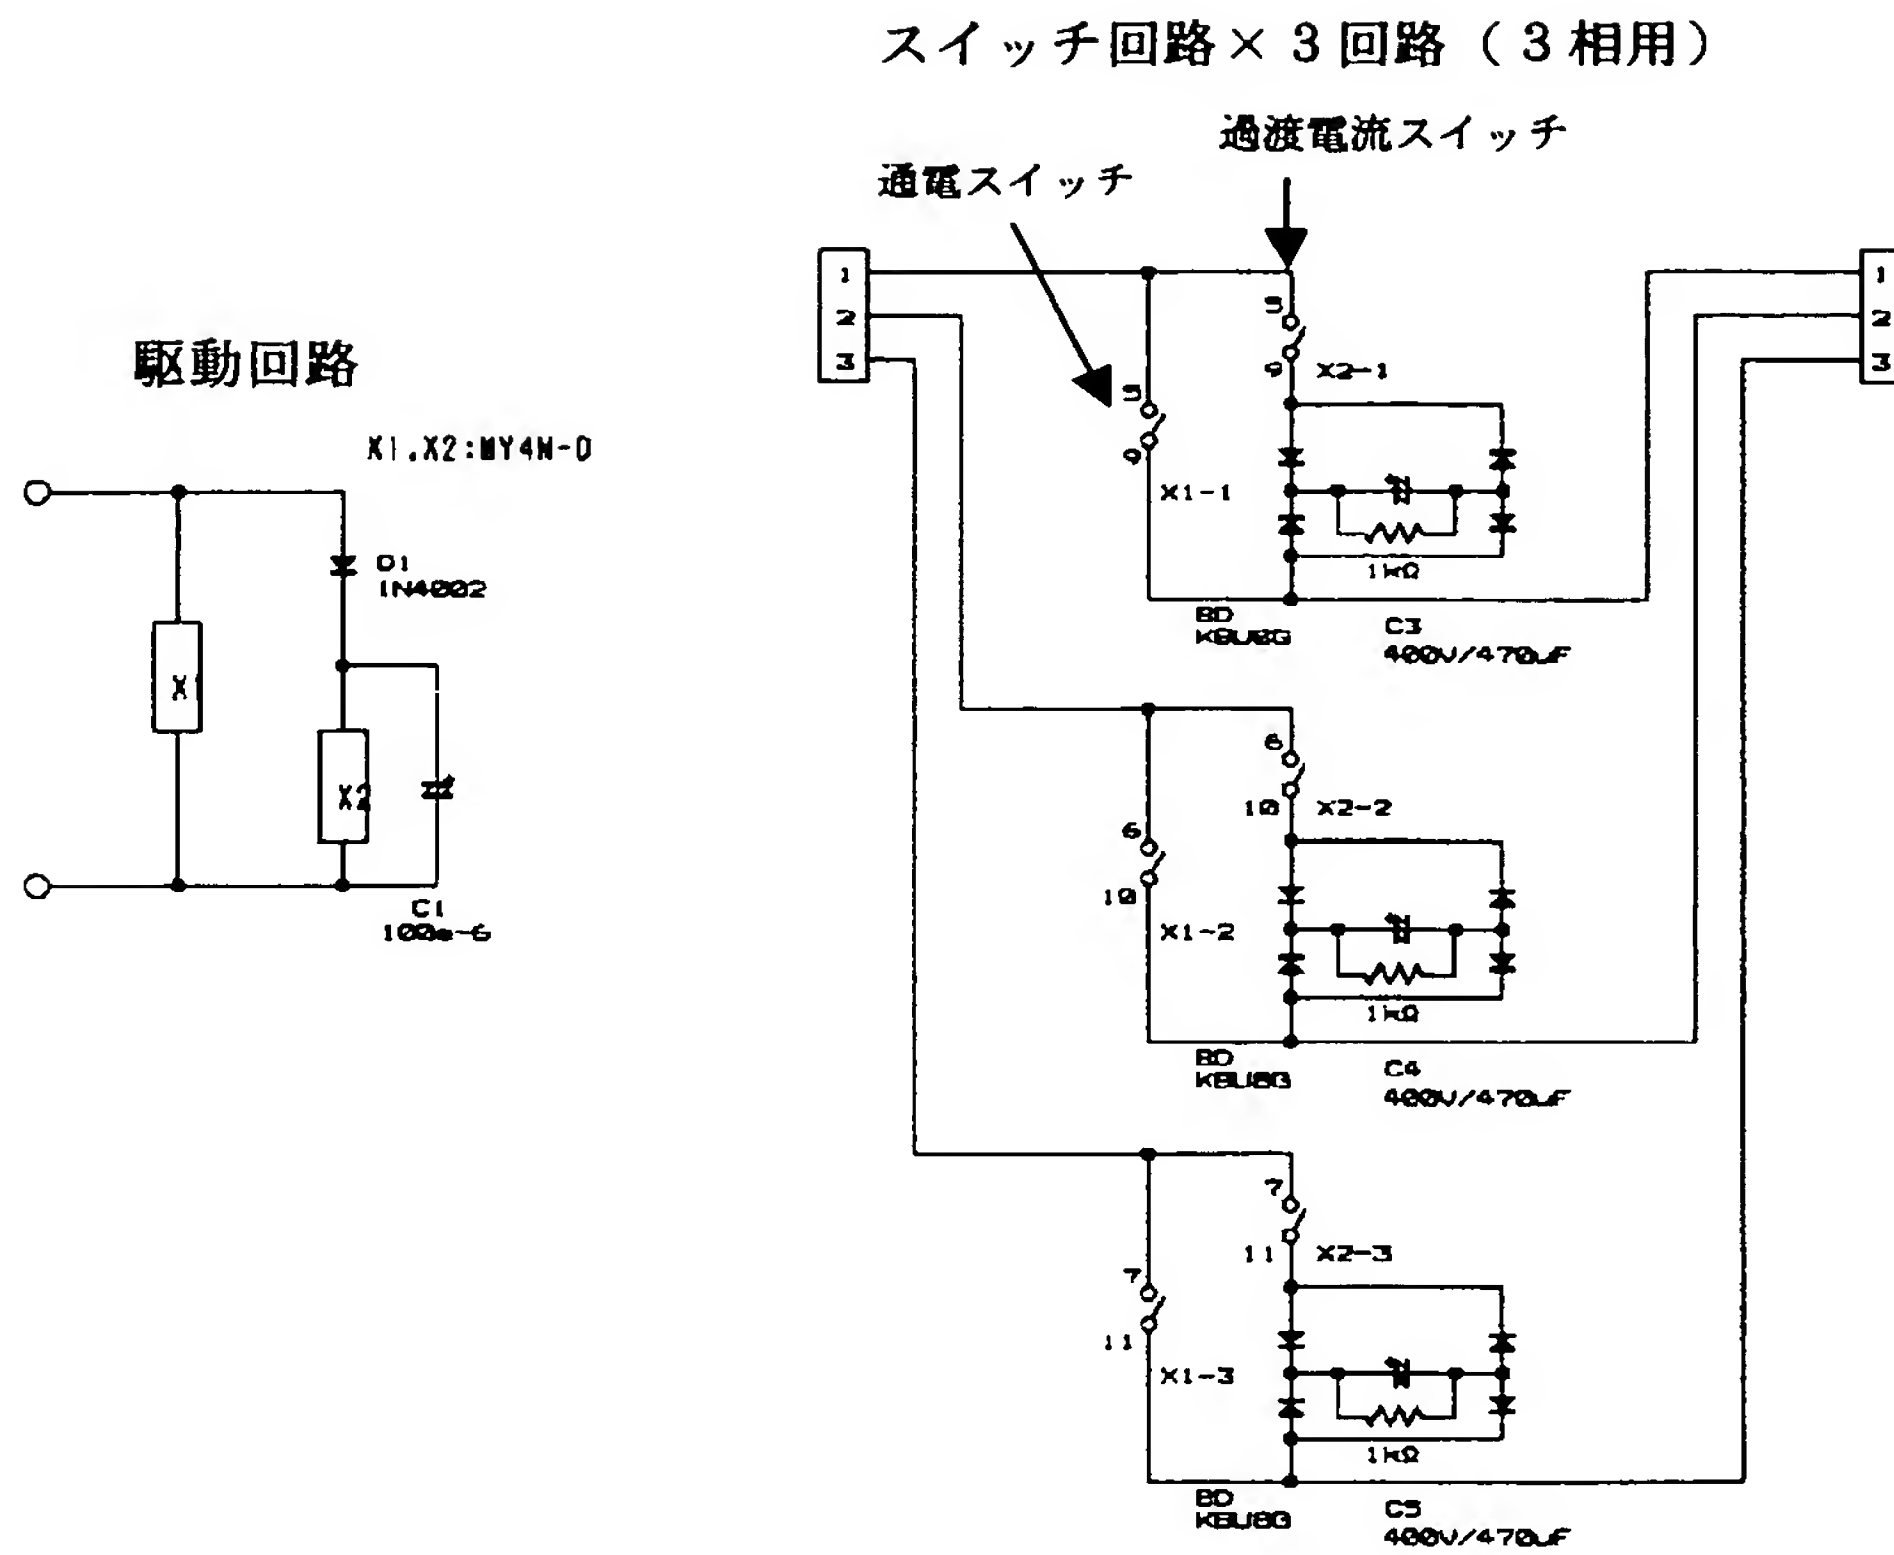 スイッチ回路×3回路（3相用）
過渡電流スイッチ
通電スイッチ
駆動回路
X1,X2:MY4N-D
D1
1N4002
X1
X2
C1
100e-6
1
2
3
1
2
3
5
9
X2-1
5
9
X1-1
1kΩ
BD
KBU8G
C3
400V/470uF
6
10
X2-2
6
10
X1-2
1kΩ
BD
KBU8G
C4
400V/470uF
7
11
X2-3
7
11
X1-3
1kΩ
BD
KBU8G
C5
400V/470uF